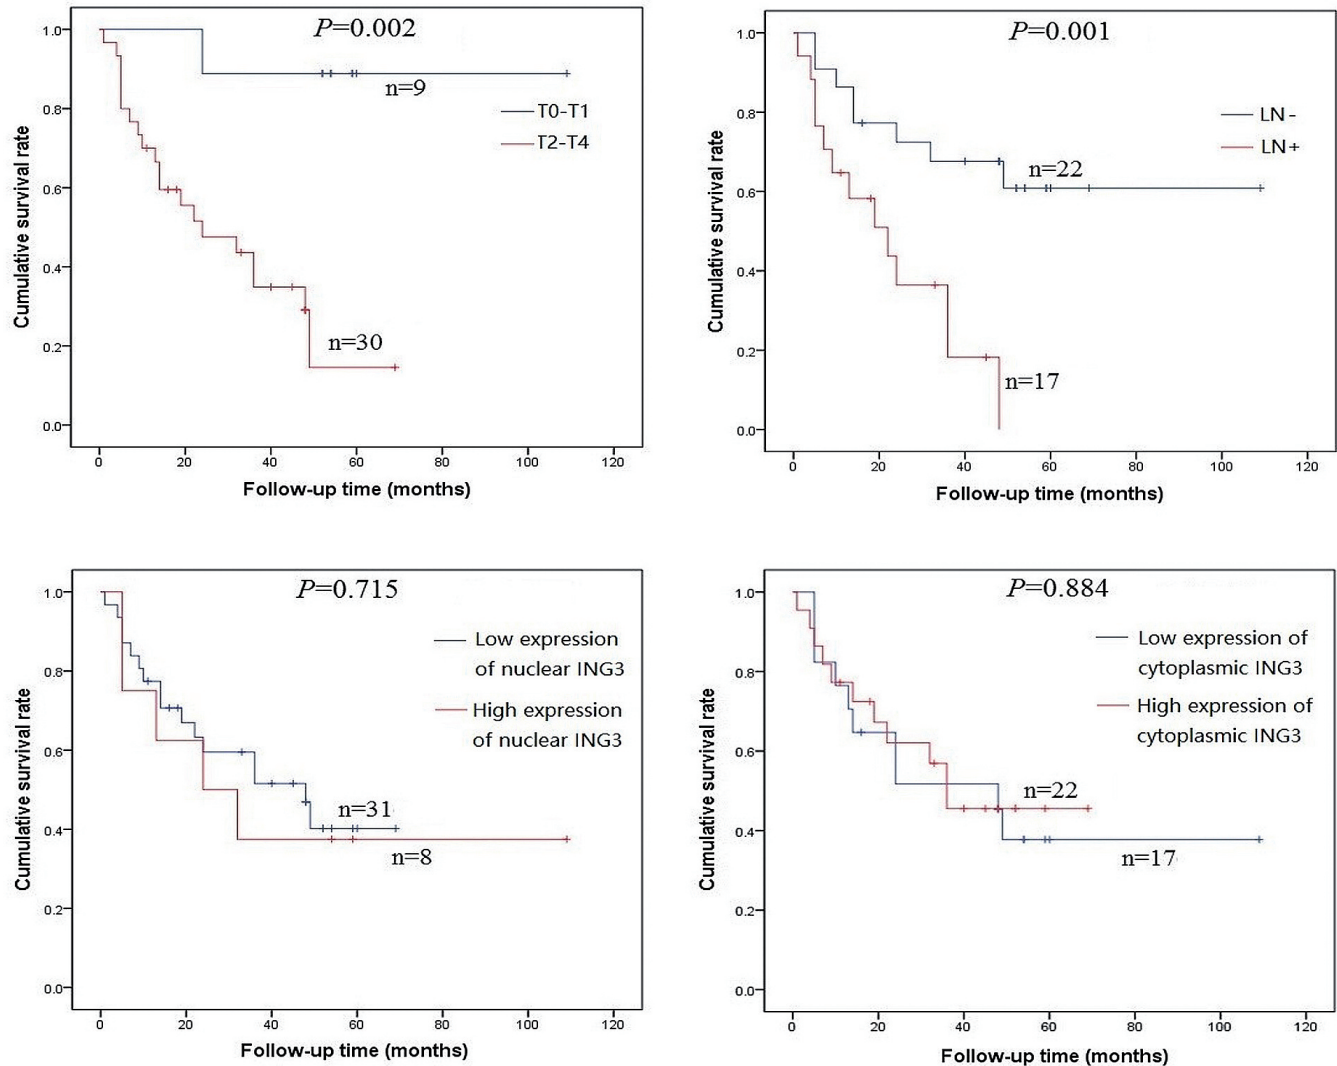 P=0.002
1.0
0.8
0.6
0.4
0.2
0.0
Cumulative survival rate
n=9
T0-T1
T2-T4
n=30
0 20 40 60 80 100 120
Follow-up time (months)
P=0.001
1.0
0.8
0.6
0.4
0.2
0.0
Cumulative survival rate
LN-
LN+
n=22
n=17
0 20 40 60 80 100 120
Follow-up time (months)
P=0.715
1.0
0.8
0.6
0.4
0.2
0.0
Cumulative survival rate
Low expression
of nuclear ING3
High expression
of nuclear ING3
n=31
n=8
0 20 40 60 80 100 120
Follow-up time (months)
P=0.884
1.0
0.8
0.6
0.4
0.2
0.0
Cumulative survival rate
Low expression of
cytoplasmic ING3
High expression of
cytoplasmic ING3
n=22
n=17
0 20 40 60 80 100 120
Follow-up time (months)